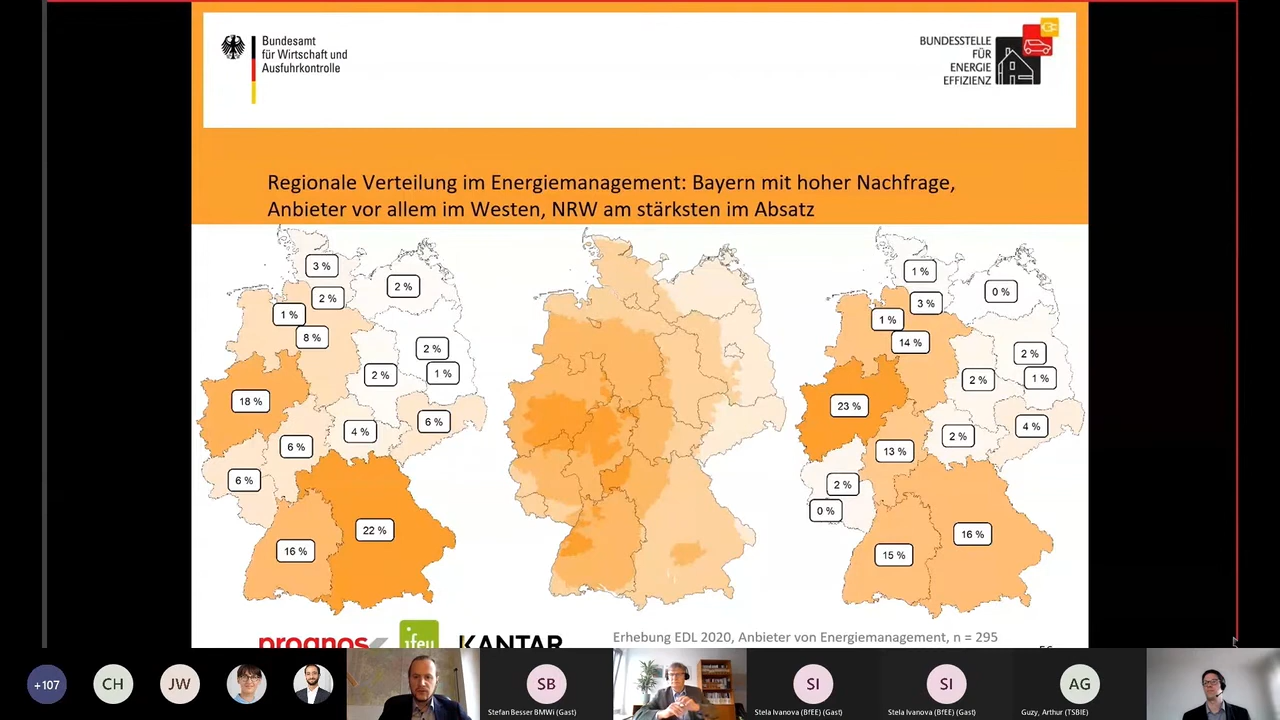 Bundesamt
für Wirtschaft und
Ausfuhrkontrolle
BUNDESSTELLE
FÜR
ENERGIE
EFFIZIENZ
Regionale Verteilung im Energiemanagement: Bayern mit hoher Nachfrage,
Anbieter vor allem im Westen, NRW am stärksten im Absatz
3 %
2 %
2 %
1 %
8 %
2 %
2 %
1 %
18 %
6 %
4 %
6 %
6 %
22 %
16 %
1 %
0 %
3 %
1 %
14 %
2 %
2 %
1 %
23 %
4 %
2 %
13 %
2 %
0 %
16 %
15 %
prognos
ifeu
KANTAR
Erhebung EDL 2020, Anbieter von Energiemanagement, n = 295
+107
CH
JW
SB
SI
SI
AG
Stefan Besser BMWi (Gast)
Stela Ivanova (BfEE) (Gast)
Stela Ivanova (BfEE) (Gast)
Guzy, Arthur (TSBIE)